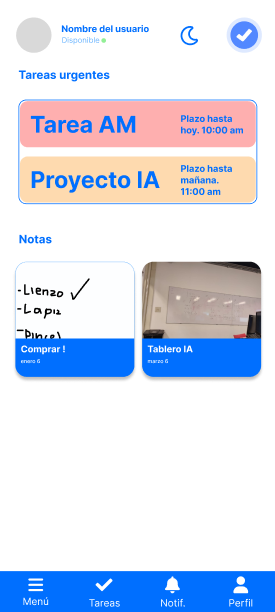 Nombre del usuario
Disponible
Tareas urgentes
Tarea AM
Plazo hasta
hoy. 10:00 am
Proyecto IA
Plazo hasta
mañana.
11:00 am
Notas
-Lienzo
-Lapiz
-Pincel
Comprar !
enero 6
Tablero IA
marzo 6
Menú
Tareas
Notif.
Perfil